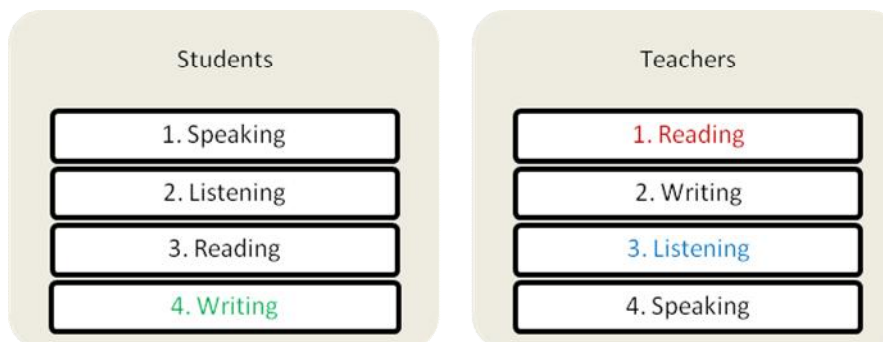 Students
1. Speaking
2. Listening
3. Reading
4. Writing
Teachers
1. Reading
2. Writing
3. Listening
4. Speaking